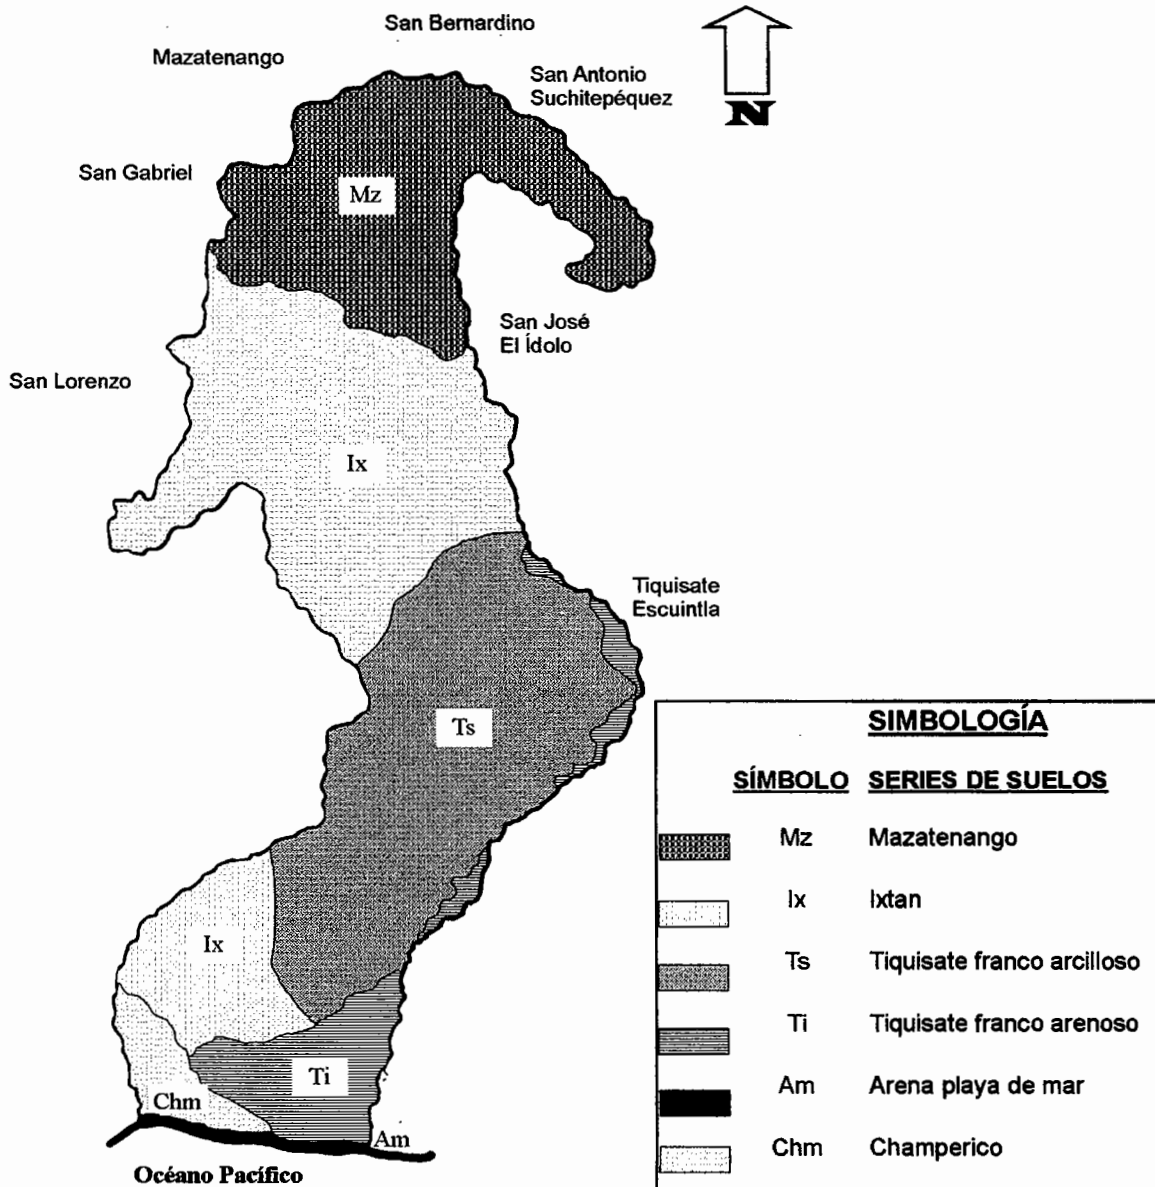 San Bernardino
Mazatenango
San Antonio
Suchitepéquez
N
San Gabriel
Mz
San José
El Ídolo
San Lorenzo
Ix
Tiquisate
Escuintla
Ts
Ix
Ti
Chm
Am
Océano Pacífico
SIMBOLOGÍA
SÍMBOLO SERIES DE SUELOS
Mz Mazatenango
Ix Ixtan
Ts Tiquisate franco arcilloso
Ti Tiquisate franco arenoso
Am Arena playa de mar
Chm Champerico